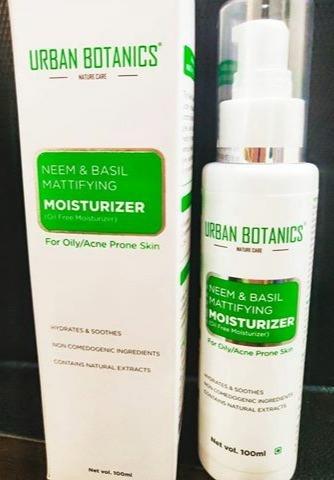 URBAN BOTANICS®
NATURE CARE
NEEM & BASIL
MATTIFYING
MOISTURIZER
(Oil Free Moisturizer)
For Oily/Acne Prone Skin
HYDRATES & SOOTHES
NON COMEDOGENIC INGREDIENTS
CONTAINS NATURAL EXTRACTS
Net vol. 100ml
URBAN BOTANICS®
NATURE CARE
NEEM & BASIL
MATTIFYING
MOISTURIZER
(Oil Free Moisturizer)
For Oily/Acne Prone Skin
HYDRATES & SOOTHES
NON COMEDOGENIC INGREDIENTS
CONTAINS NATURAL EXTRACTS
Net vol. 100ml